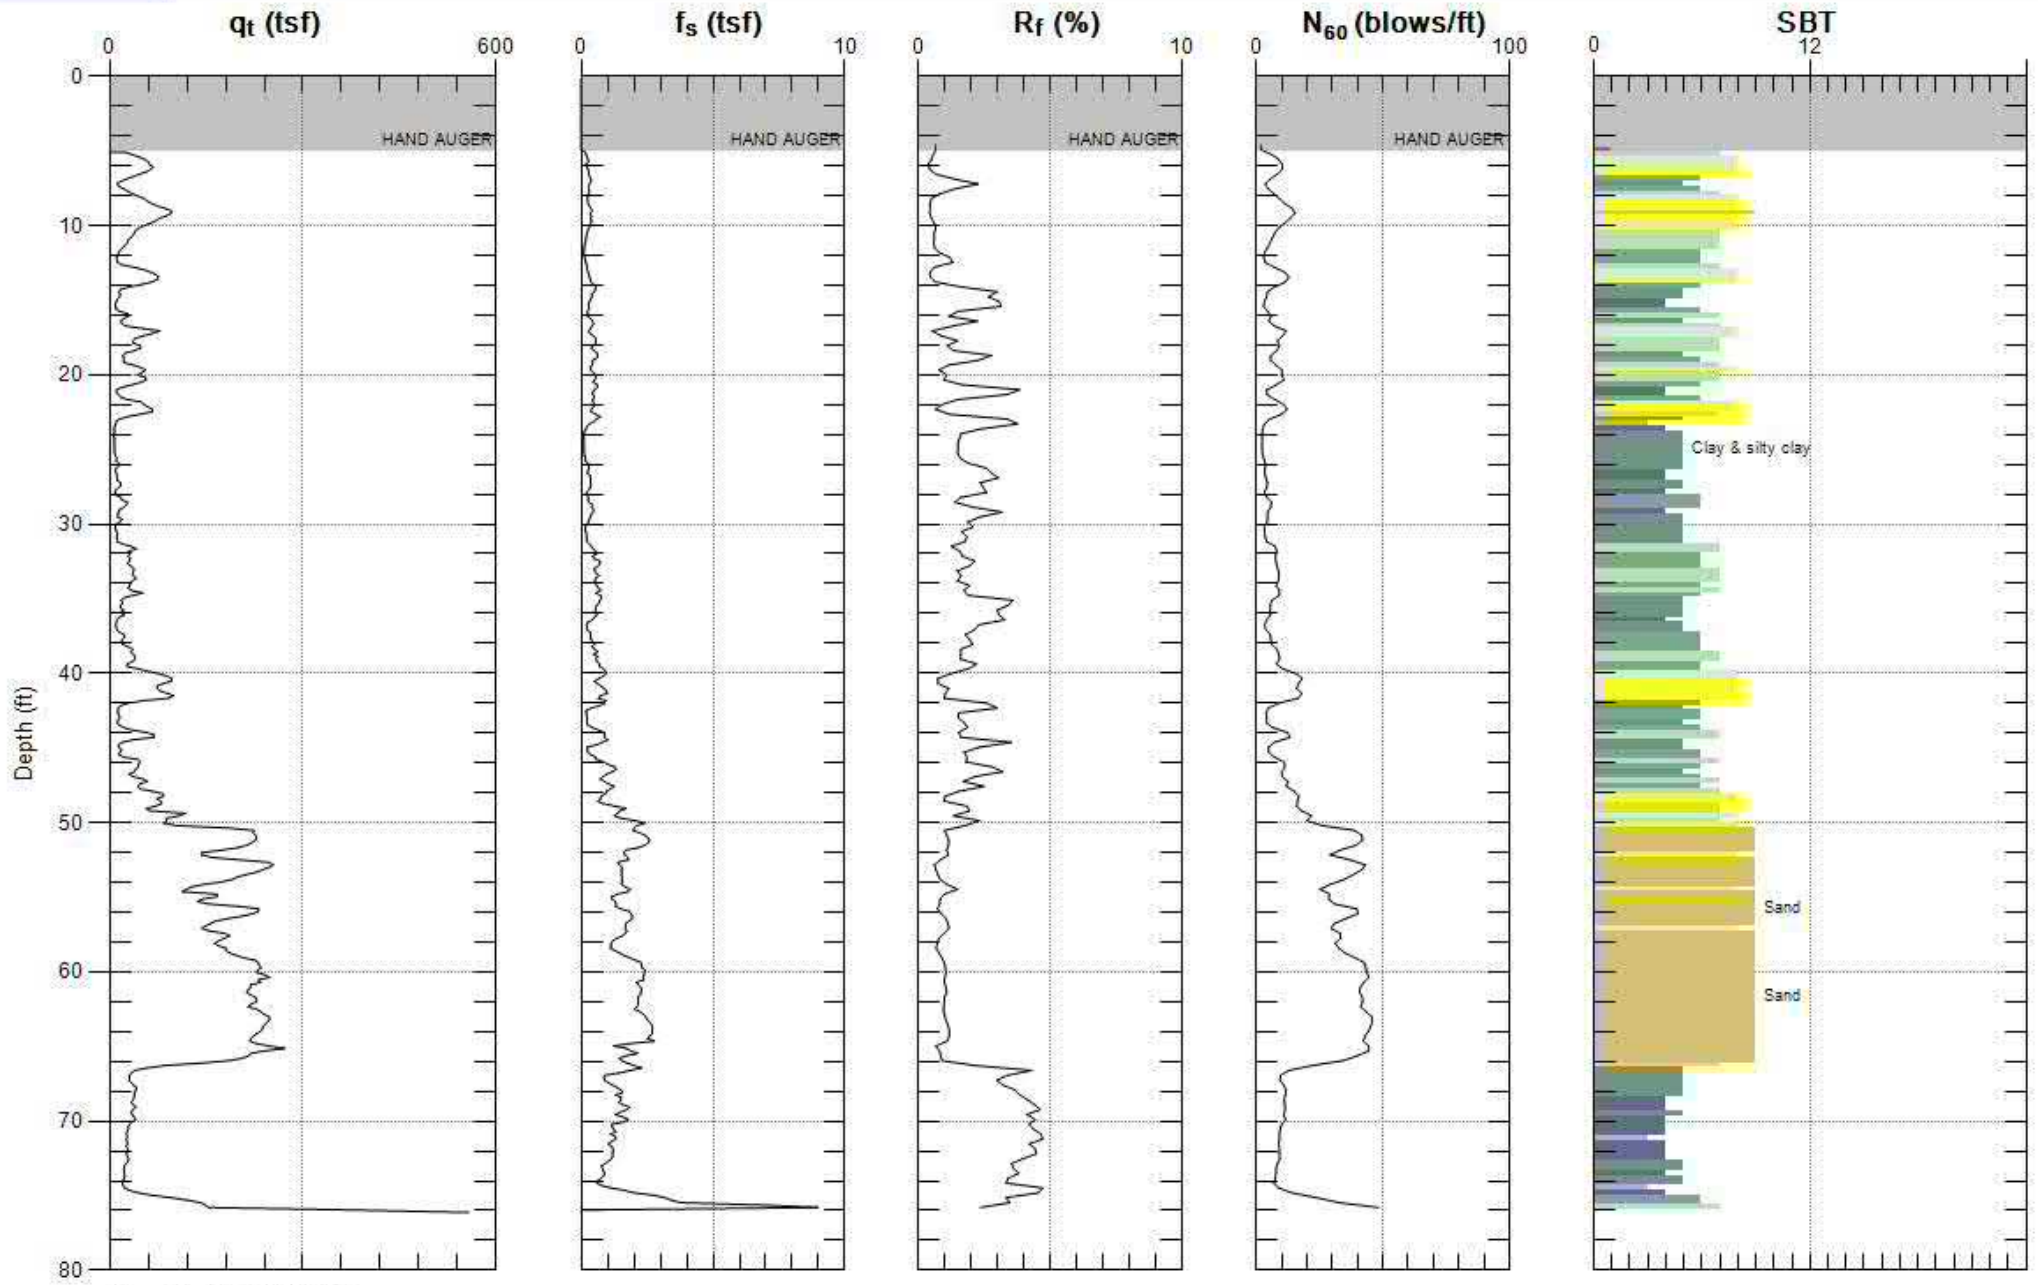 qt (tsf) fs (tsf) Rf (%) N60 (blows/ft) SBT
0 600 0 10 0 10 0 100 0 12
0
HAND AUGER HAND AUGER HAND AUGER HAND AUGER
10
20
Clay & silty clay
30
40
Depth (ft)
50
Sand
60
Sand
70
80